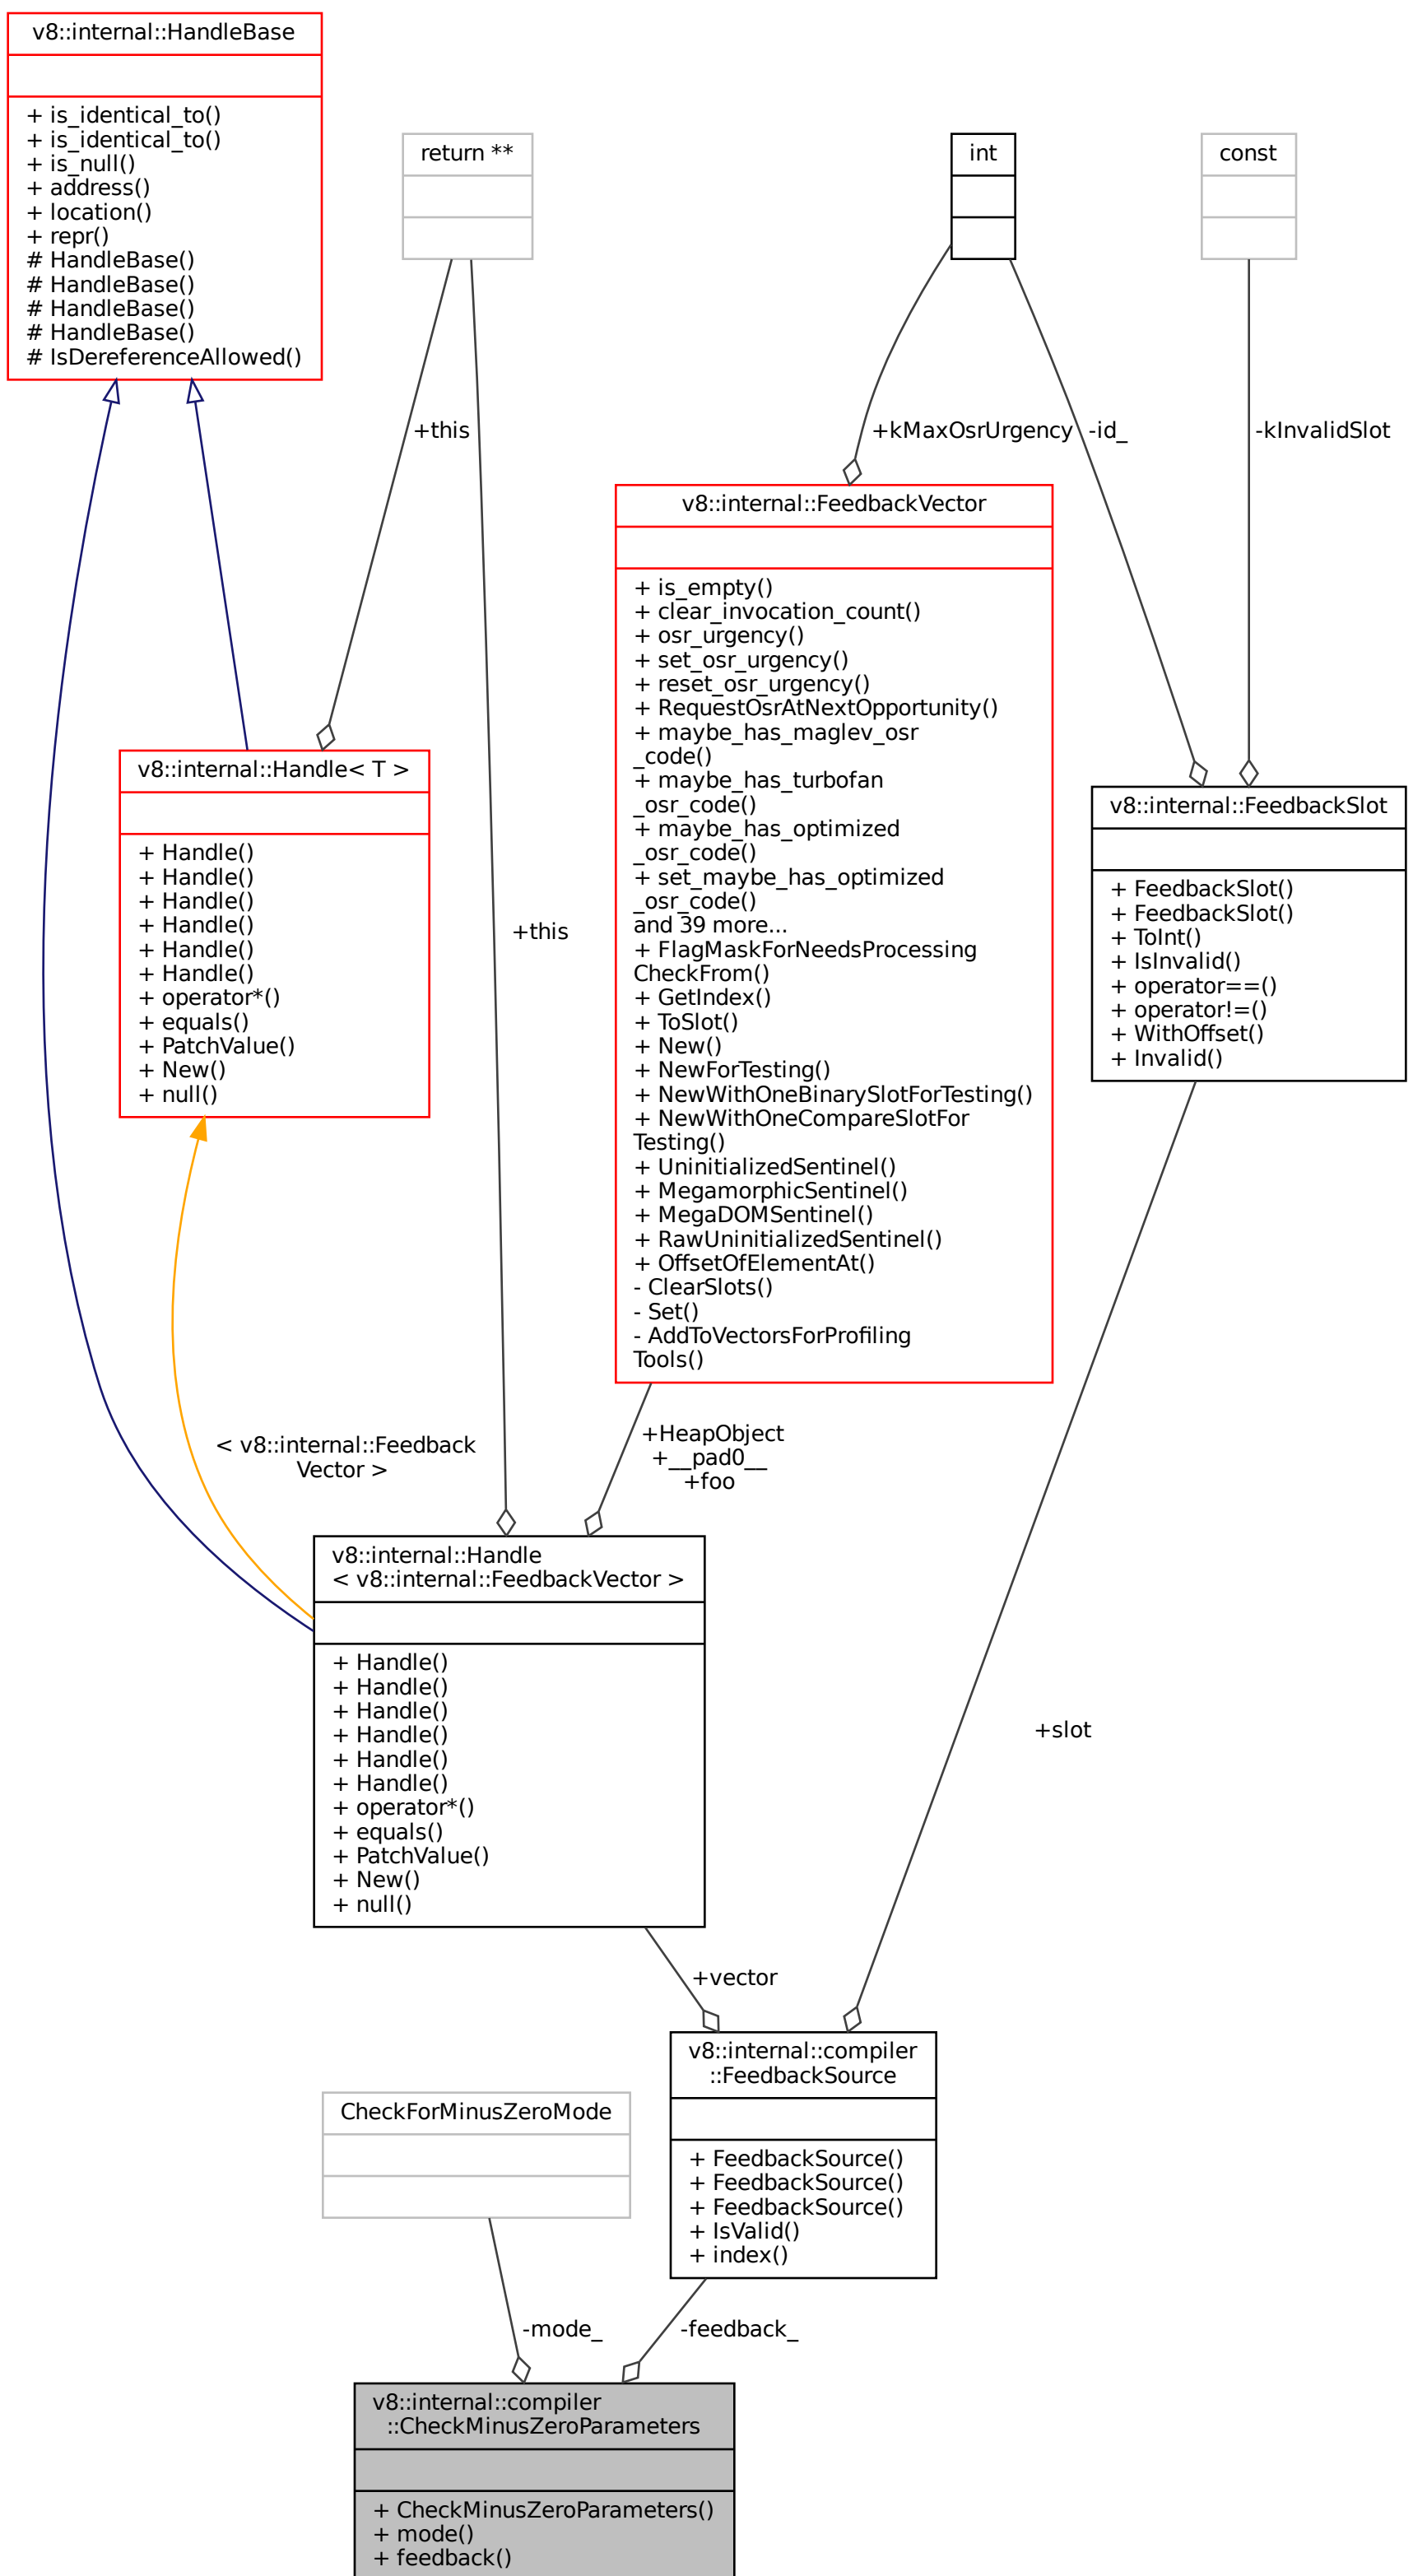 v8::internal::HandleBase
+ is_identical_to()
+ is_identical_to()
+ is_null()
+ address()
+ location()
+ repr()
# HandleBase()
# HandleBase()
# HandleBase()
# HandleBase()
# IsDereferenceAllowed()
return **
int
const
+this
+kMaxOsrUrgency
-id_
-kInvalidSlot
v8::internal::FeedbackVector
+ is_empty()
+ clear_invocation_count()
+ osr_urgency()
+ set_osr_urgency()
+ reset_osr_urgency()
+ RequestOsrAtNextOpportunity()
+ maybe_has_maglev_osr
_code()
+ maybe_has_turbofan
_osr_code()
+ maybe_has_optimized
_osr_code()
+ set_maybe_has_optimized
_osr_code()
and 39 more...
+ FlagMaskForNeedsProcessing
CheckFrom()
+ GetIndex()
+ ToSlot()
+ New()
+ NewForTesting()
+ NewWithOneBinarySlotForTesting()
+ NewWithOneCompareSlotFor
Testing()
+ UninitializedSentinel()
+ MegamorphicSentinel()
+ MegaDOMSentinel()
+ RawUninitializedSentinel()
+ OffsetOfElementAt()
- ClearSlots()
- Set()
- AddToVectorsForProfiling
Tools()
v8::internal::Handle< T >
+ Handle()
+ Handle()
+ Handle()
+ Handle()
+ Handle()
+ Handle()
+ operator*()
+ equals()
+ PatchValue()
+ New()
+ null()
+this
v8::internal::FeedbackSlot
+ FeedbackSlot()
+ FeedbackSlot()
+ ToInt()
+ IsInvalid()
+ operator==()
+ operator!=()
+ WithOffset()
+ Invalid()
< v8::internal::Feedback
Vector >
+HeapObject
+__pad0__
+foo
v8::internal::Handle
< v8::internal::FeedbackVector >
+ Handle()
+ Handle()
+ Handle()
+ Handle()
+ Handle()
+ Handle()
+ operator*()
+ equals()
+ PatchValue()
+ New()
+ null()
+slot
+vector
v8::internal::compiler
::FeedbackSource
+ FeedbackSource()
+ FeedbackSource()
+ FeedbackSource()
+ IsValid()
+ index()
CheckForMinusZeroMode
-mode_
-feedback_
v8::internal::compiler
::CheckMinusZeroParameters
+ CheckMinusZeroParameters()
+ mode()
+ feedback()